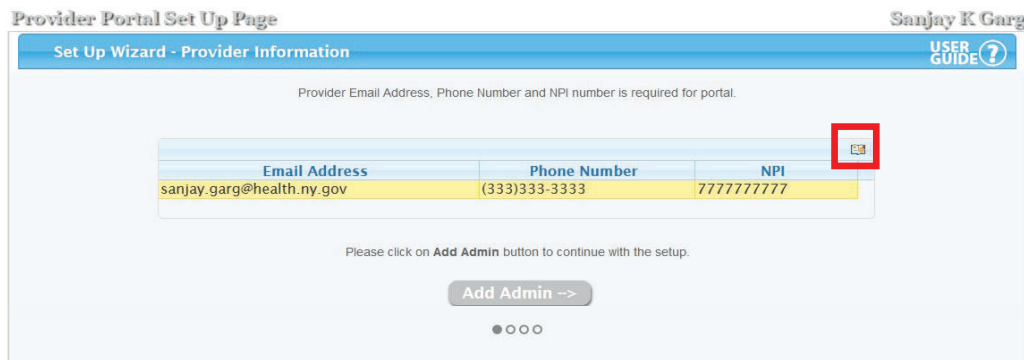 Provider Portal Set Up Page Sanjay K Garg
Set Up Wizard - Provider Information USER GUIDE ?
Provider Email Address, Phone Number and NPI number is required for portal.
Email Address Phone Number NPI
sanjay.garg@health.ny.gov (333)333-3333 7777777777
Please click on Add Admin button to continue with the setup.
Add Admin -->